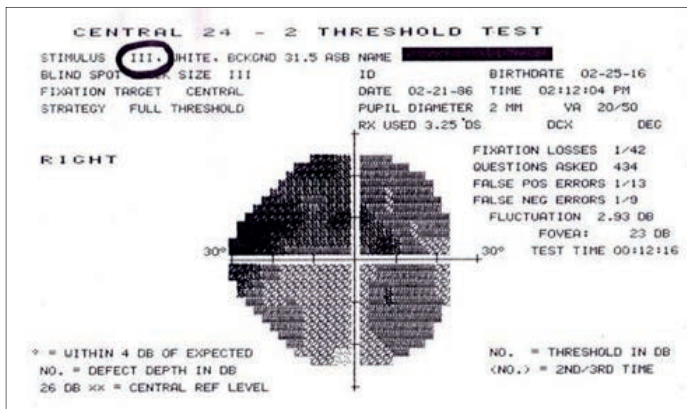 CENTRAL 24 - 2 THRESHOLD TEST
STIMULUS III. WHITE. BCKGND 31.5 ASB NAME
BLIND SPOT SIZE III ID BIRTHDATE 02-25-16
FIXATION TARGET CENTRAL DATE 02-21-86 TIME 02:12:04 PM
STRATEGY FULL THRESHOLD PUPIL DIAMETER 2 MM VA 20/50
RX USED 3.25 DS DCX DEG
RIGHT
FIXATION LOSSES 1/42
QUESTIONS ASKED 434
FALSE POS ERRORS 1/13
FALSE NEG ERRORS 1/9
FLUCTUATION 2.93 DB
FOVEA: 23 DB
30° 30° TEST TIME 00:12:16
° = WITHIN 4 DB OF EXPECTED
NO. = DEFECT DEPTH IN DB
26 DB XX = CENTRAL REF LEVEL
NO. = THRESHOLD IN DB
(NO.) = 2ND/3RD TIME